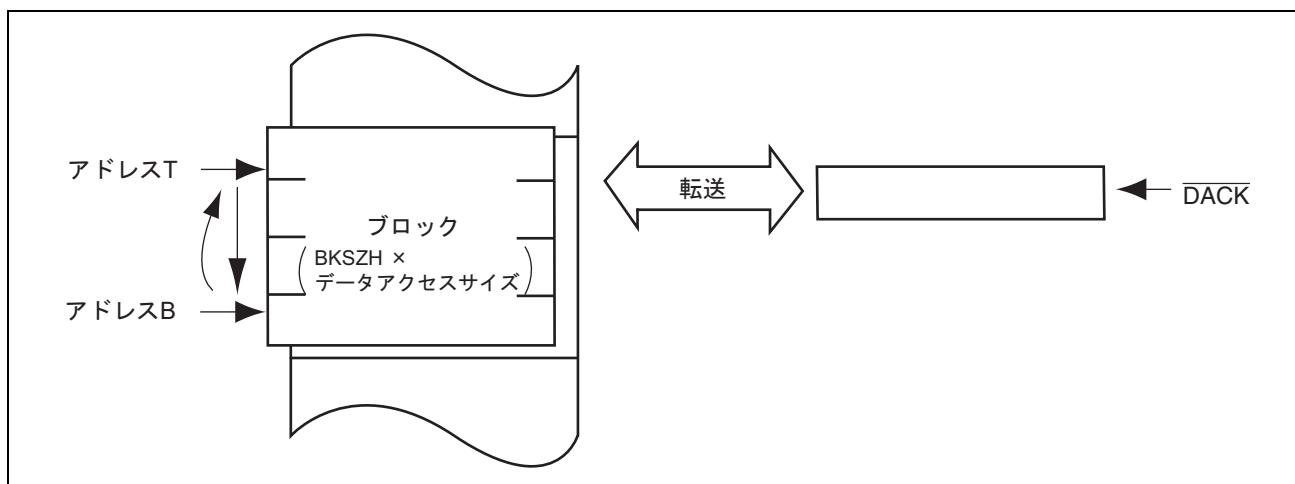 アドレスT
転送
DACK
ブロック
BKSZH ×
データアクセスサイズ
アドレスB